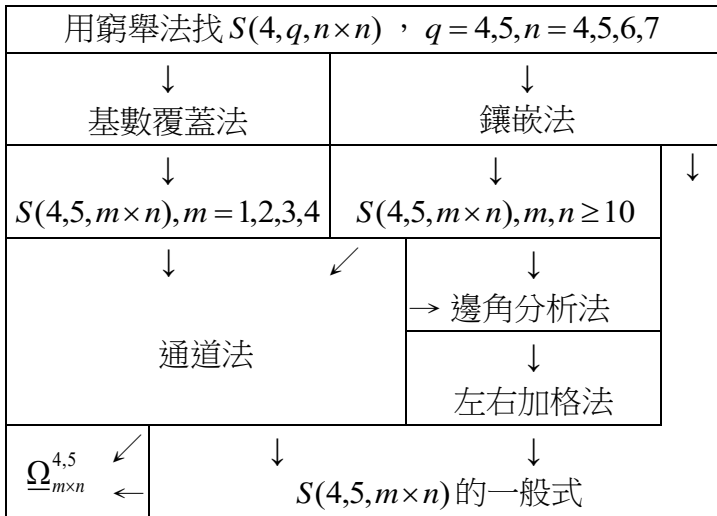 用窮舉法找 S(4,q,n×n) , q = 4,5,n = 4,5,6,7
↓ ↓
基數覆蓋法 鑲嵌法
↓ ↓ ↓
S(4,5,m×n),m = 1,2,3,4 S(4,5,m×n),m,n ≥ 10
↓ ↙ ↓
→ 邊角分析法
通道法 ↓
左右加格法
Ω^{4,5}_{m×n} ↙ ↓ ↓
← S(4,5,m×n) 的一般式